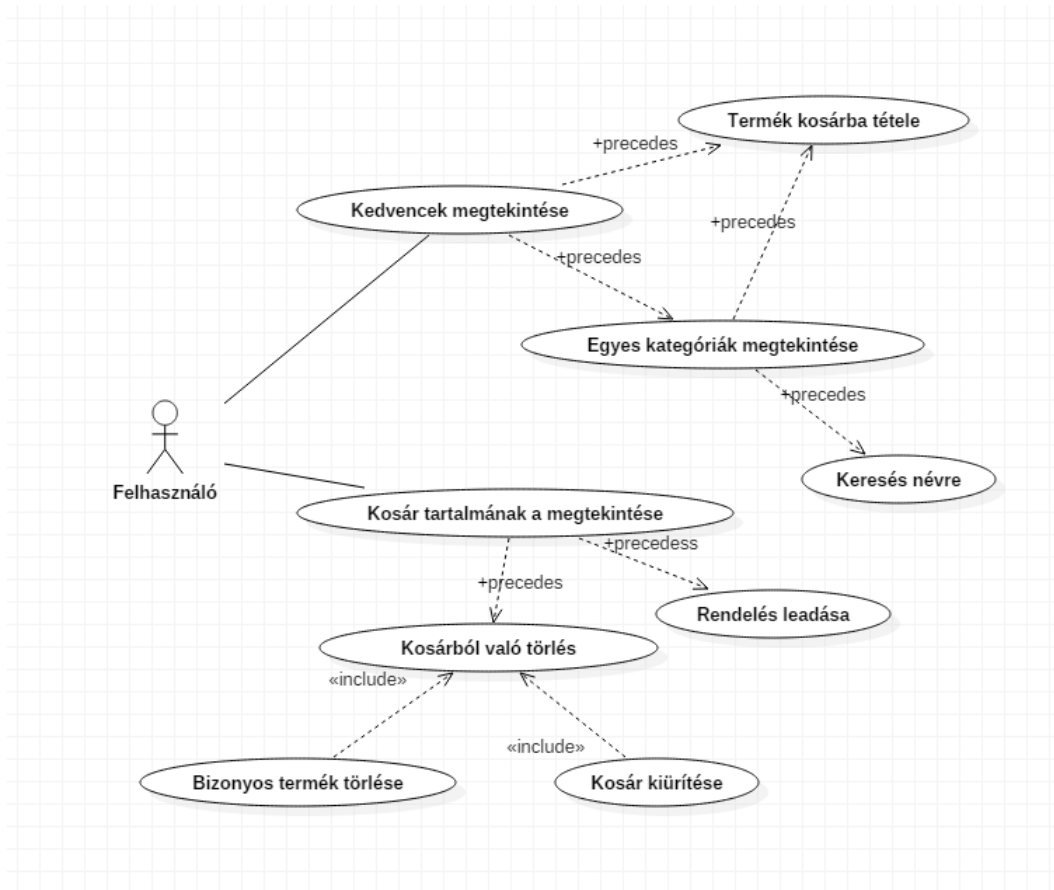 Termék kosárba tétele
+precedes
Kedvencek megtekintése
+precedes
+precedes
Egyes kategóriák megtekintése
+precedes
Keresés névre
Felhasználó
Kosár tartalmának a megtekintése
+precedess
+precedes
Rendelés leadása
Kosárból való törlés
«include»
«include»
Bizonyos termék törlése
Kosár kiürítése